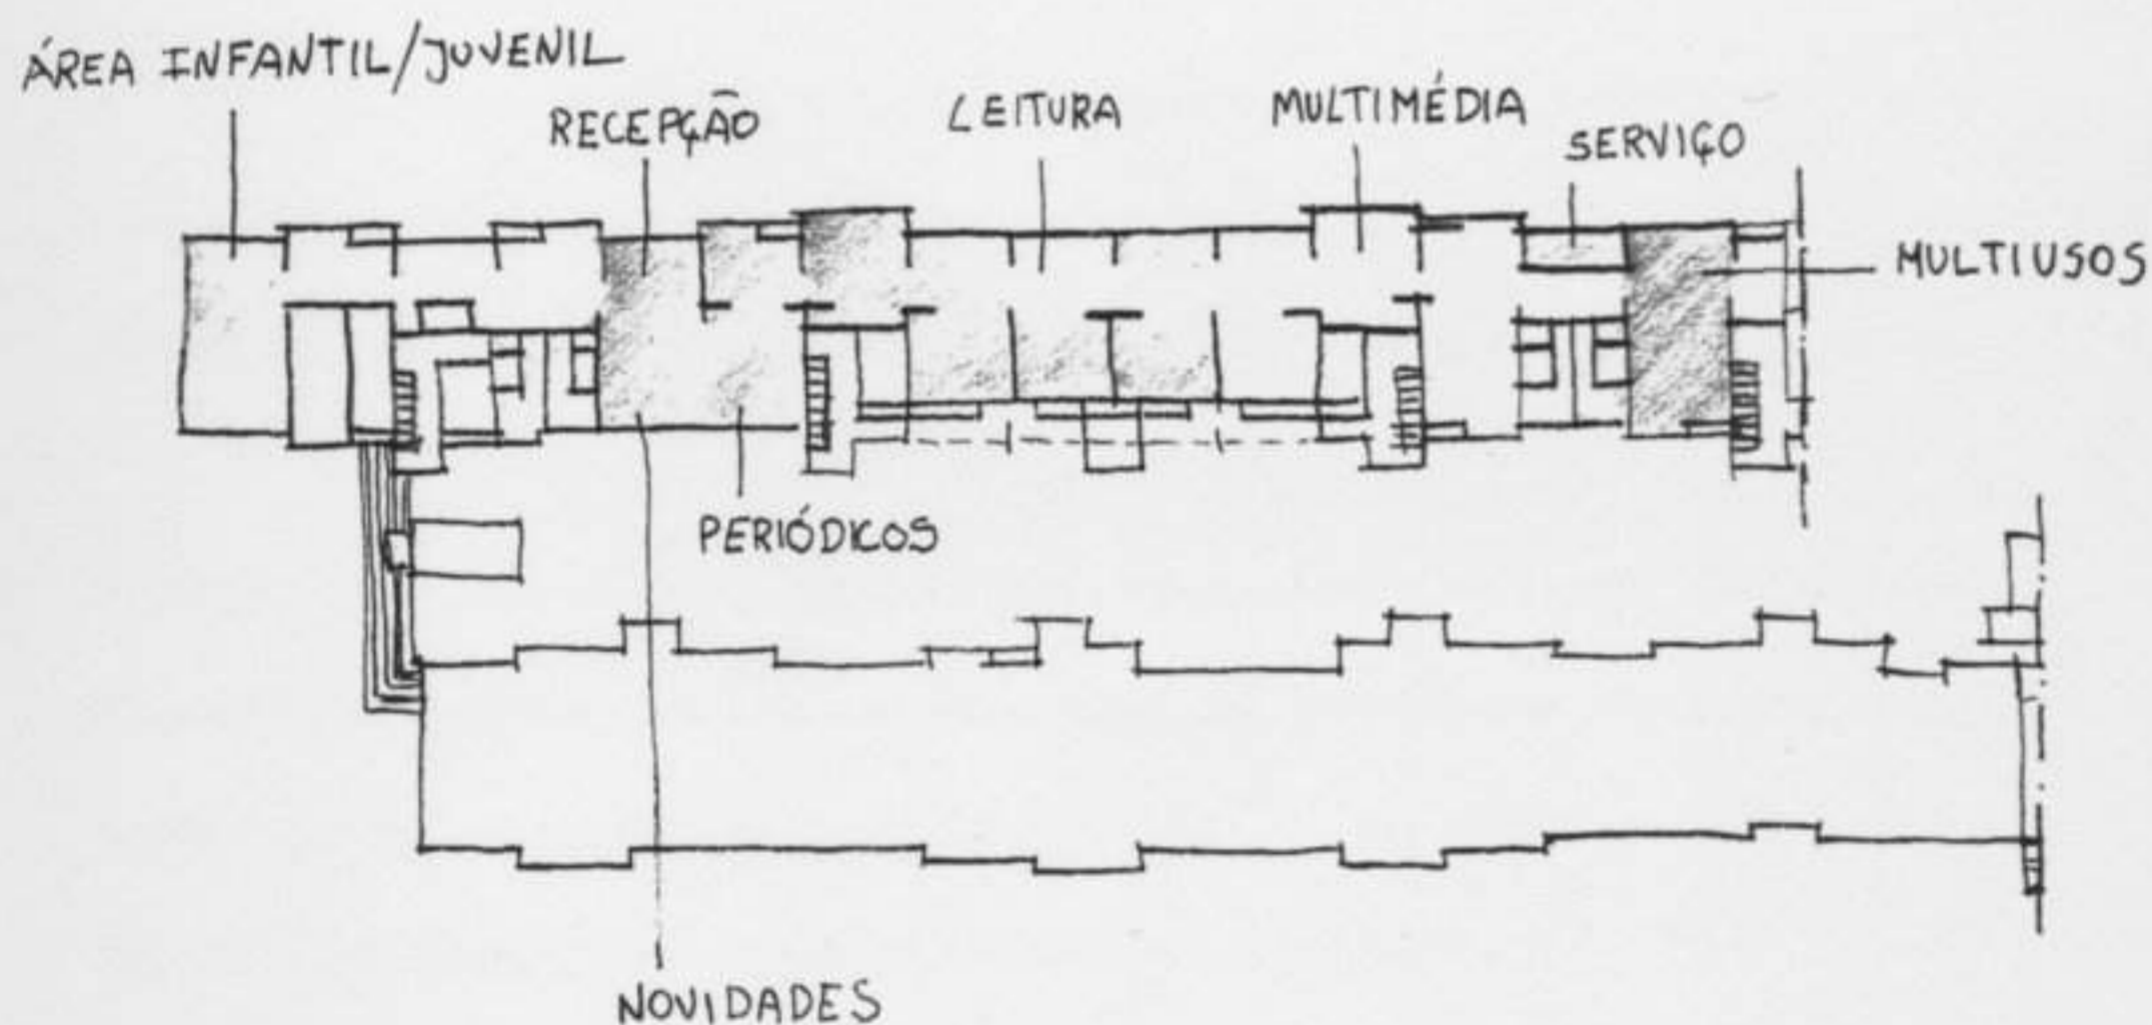 ÁREA INFANTIL/JUVENIL
RECEPÇÃO
LEITURA
MULTIMÉDIA
SERVIÇO
MULTIUSOS
PERIÓDICOS
NOVIDADES